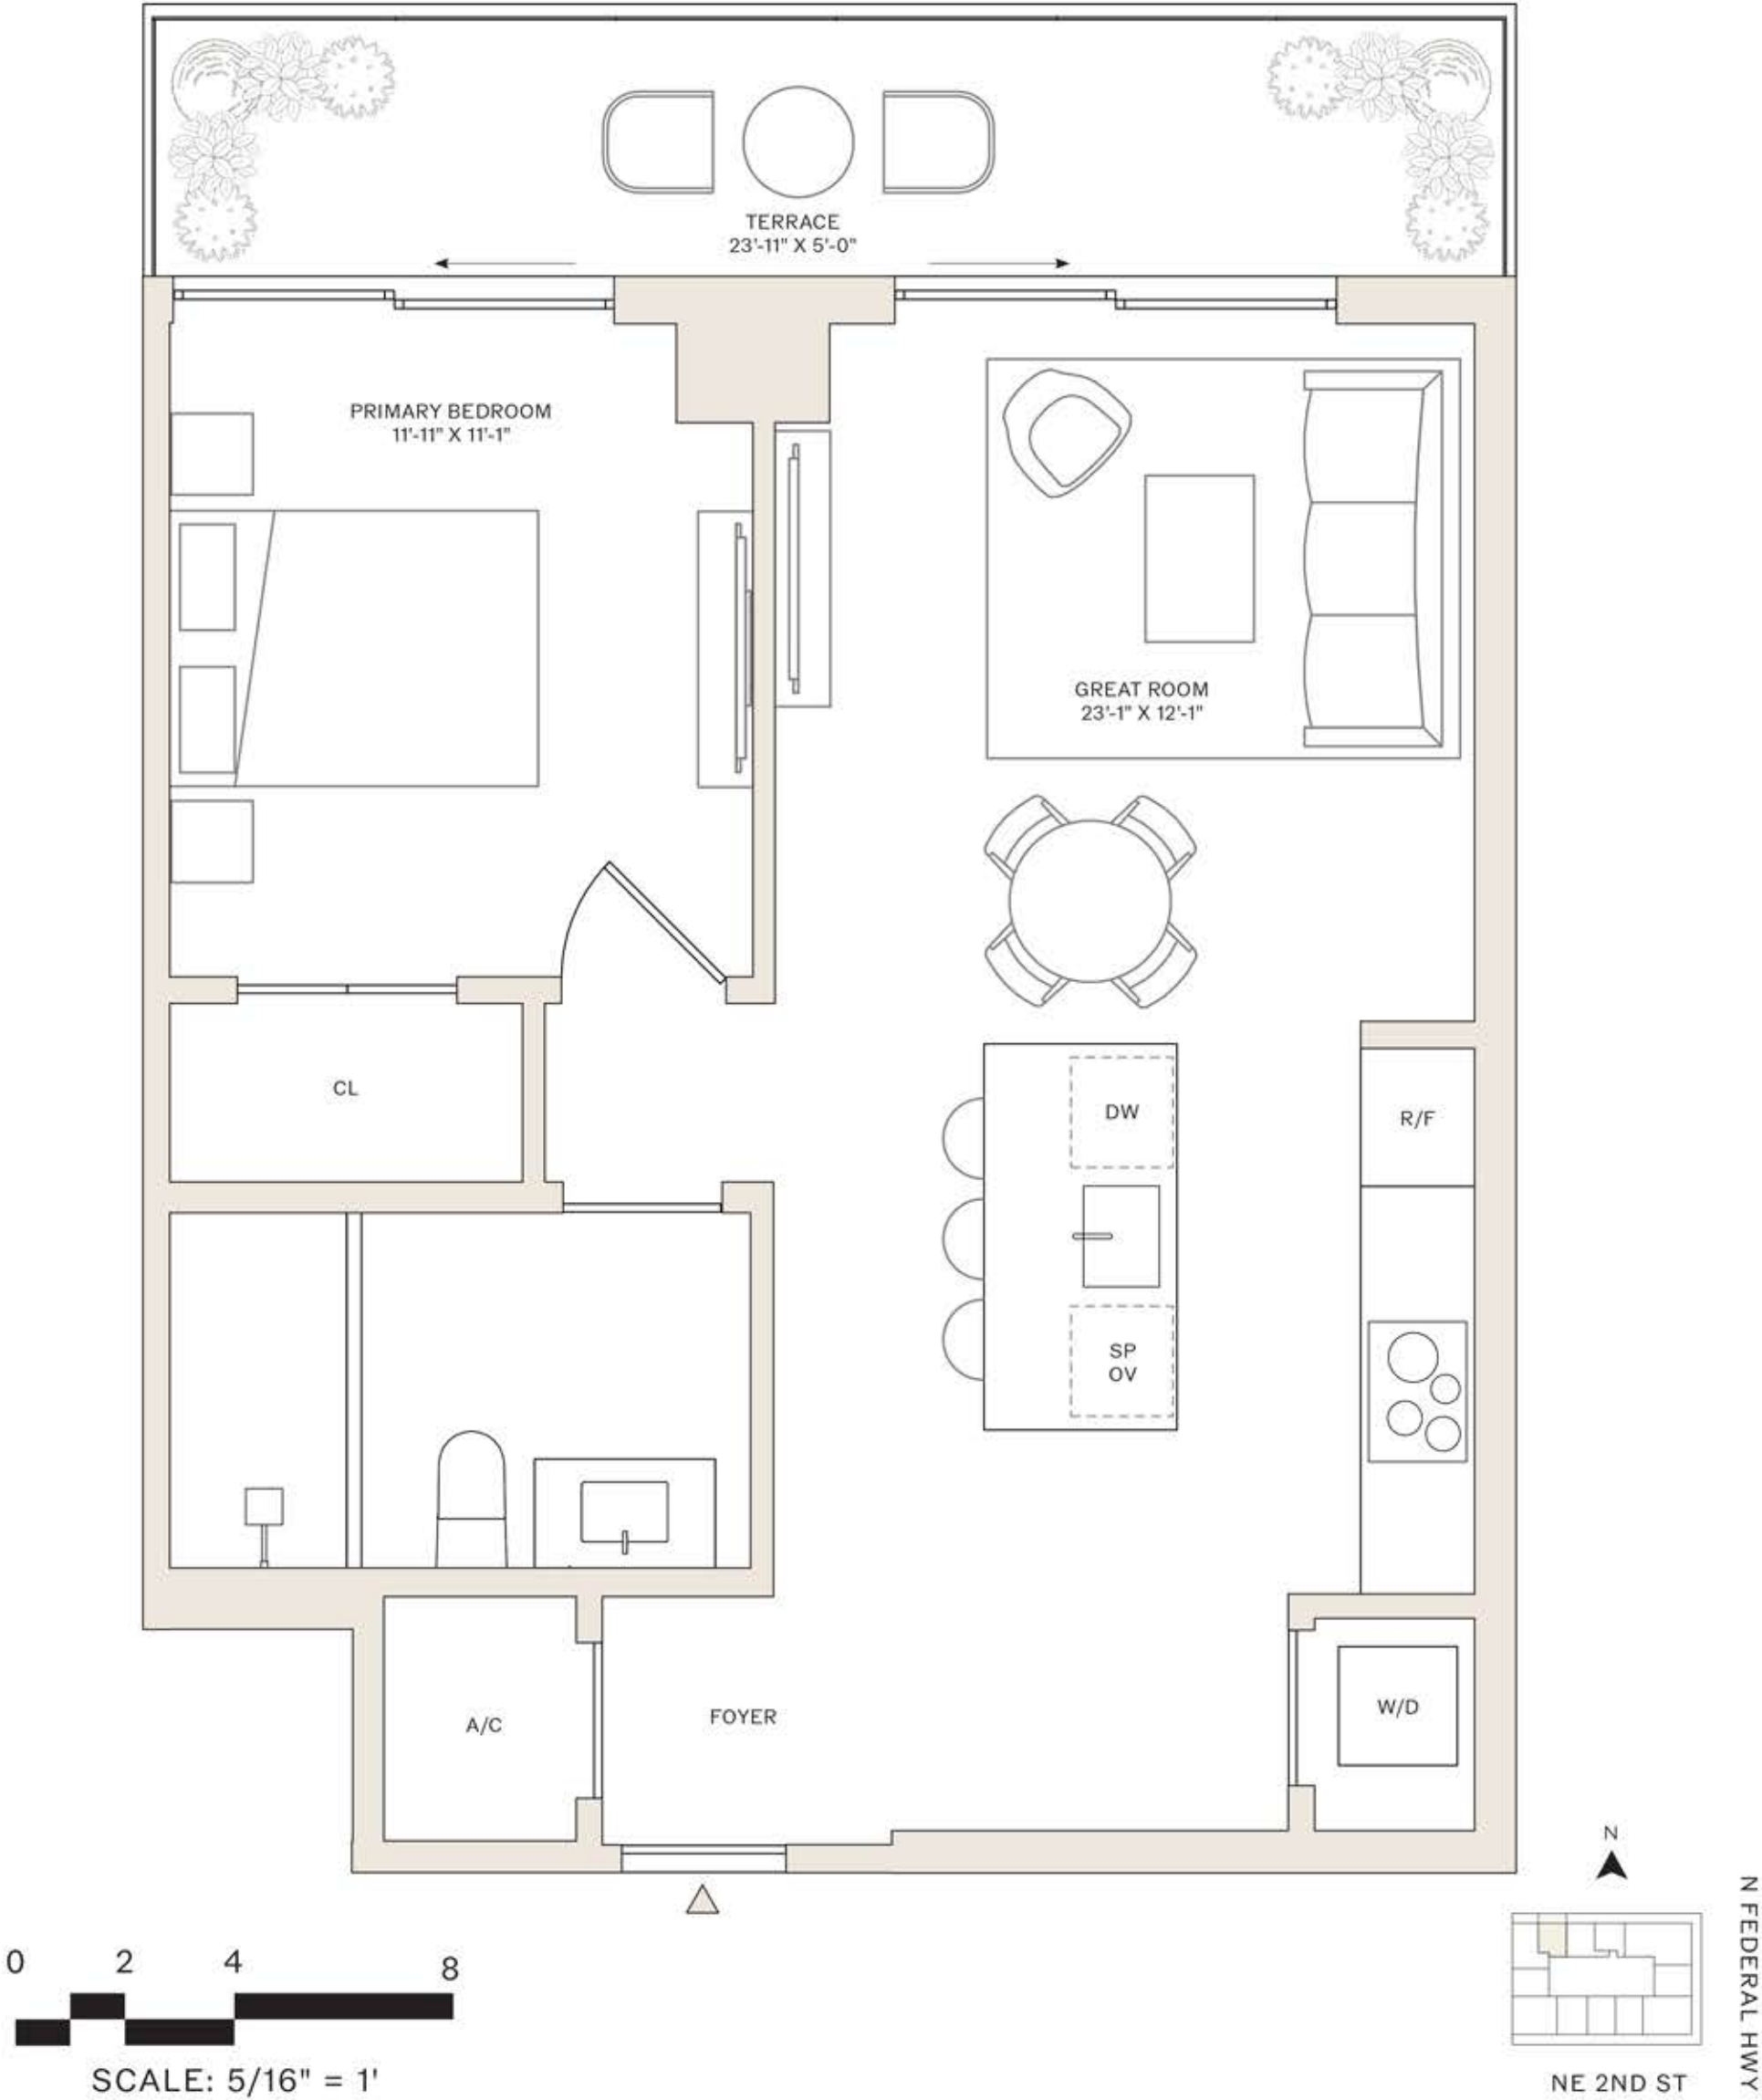 TERRACE
23'-11" X 5'-0"
PRIMARY BEDROOM
11'-11" X 11'-1"
GREAT ROOM
23'-1" X 12'-1"
CL
DW
R/F
SP
OV
A/C
FOYER
W/D
N
N FEDERAL HWY
0 2 4 8
SCALE: 5/16" = 1'
NE 2ND ST